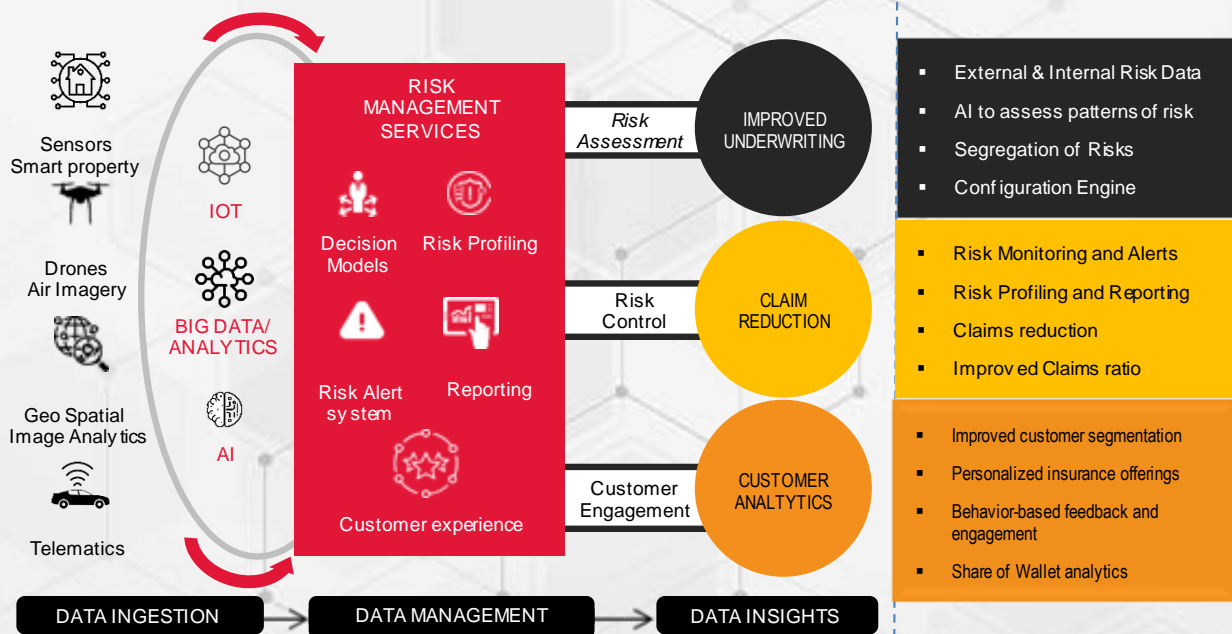 Sensors
Smart property
Drones
Air Imagery
Geo Spatial
Image Analytics
Telematics
IOT
BIG DATA/
ANALYTICS
AI
RISK
MANAGEMENT
SERVICES
Decision
Models
Risk Profiling
Risk Alert
system
Reporting
Customer experience
Risk
Assessment
Risk
Control
Customer
Engagement
IMPROVED
UNDERWRITING
CLAIM
REDUCTION
CUSTOMER
ANALTYTICS
▪ External & Internal Risk Data
▪ AI to assess patterns of risk
▪ Segregation of Risks
▪ Configuration Engine
▪ Risk Monitoring and Alerts
▪ Risk Profiling and Reporting
▪ Claims reduction
▪ Improved Claims ratio
▪ Improved customer segmentation
▪ Personalized insurance offerings
▪ Behavior-based feedback and
engagement
▪ Share of Wallet analytics
DATA INGESTION
DATA MANAGEMENT
DATA INSIGHTS